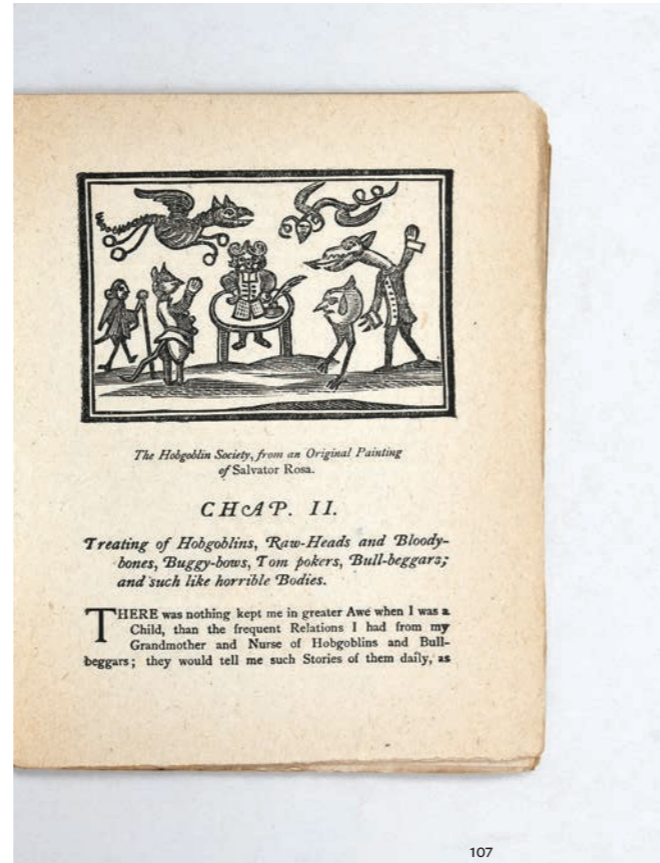 The Hobgoblin Society, from an Original Painting
of Salvator Rosa.
CHAP. II.
Treating of Hobgoblins, Raw-Heads and Bloody-
bones, Buggy-bows, Tom pokers, Bull-beggars;
and such like horrible Bodies.
THERE was nothing kept me in greater Awe when I was a
Child, than the frequent Relations I had from my
Grandmother and Nurse of Hobgoblins and Bull-
beggars; they would tell me such Stories of them daily, as
107